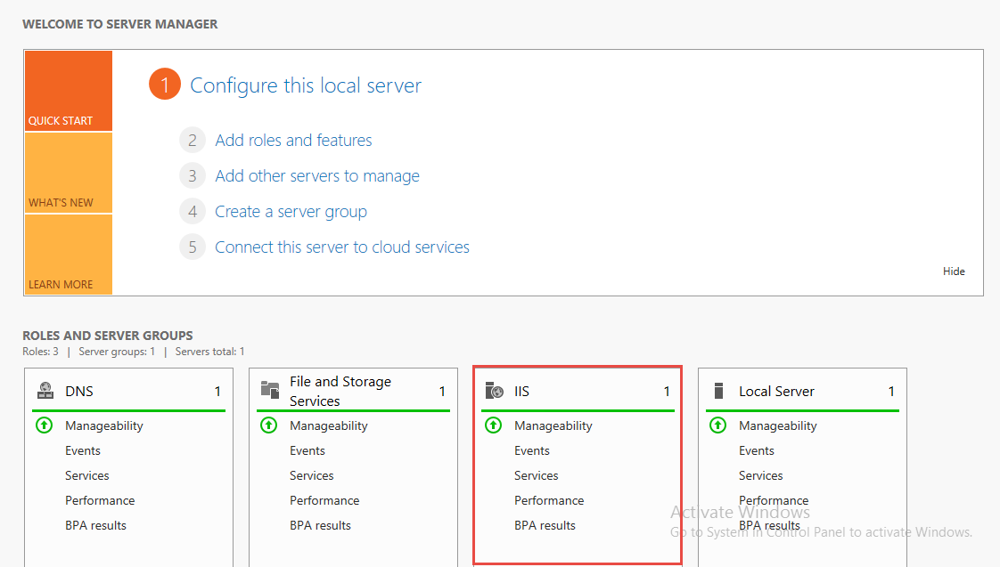 WELCOME TO SERVER MANAGER
QUICK START
WHAT'S NEW
LEARN MORE
1 Configure this local server
2 Add roles and features
3 Add other servers to manage
4 Create a server group
5 Connect this server to cloud services
Hide
ROLES AND SERVER GROUPS
Roles: 3 | Server groups: 1 | Servers total: 1
DNS 1
Manageability
Events
Services
Performance
BPA results
File and Storage
Services 1
Manageability
Events
Services
Performance
BPA results
IIS 1
Manageability
Events
Services
Performance
BPA results
Local Server 1
Manageability
Events
Services
Performance
BPA results
Activate Windows
Go to System in Control Panel to activate Windows.